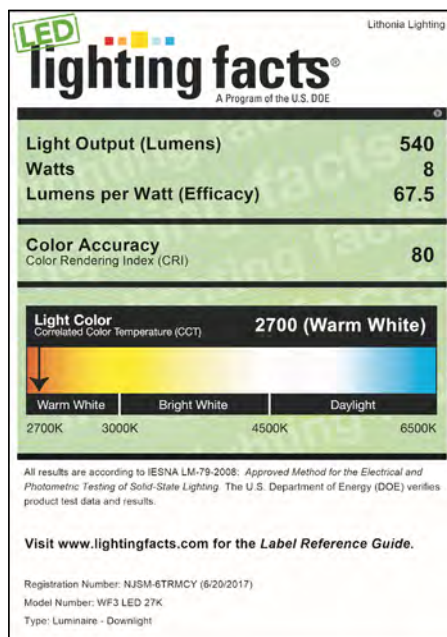 Lithonia Lighting
LED
lighting facts®
A Program of the U.S. DOE
Light Output (Lumens) 540
Watts 8
Lumens per Watt (Efficacy) 67.5
Color Accuracy
Color Rendering Index (CRI) 80
Light Color
Correlated Color Temperature (CCT) 2700 (Warm White)
Warm White Bright White Daylight
2700K 3000K 4500K 6500K
All results are according to IESNA LM-79-2008: Approved Method for the Electrical and
Photometric Testing of Solid-State Lighting. The U.S. Department of Energy (DOE) verifies
product test data and results.
Visit www.lightingfacts.com for the Label Reference Guide.
Registration Number: NJSM-6TRMCY (6/20/2017)
Model Number: WF3 LED 27K
Type: Luminaire - Downlight